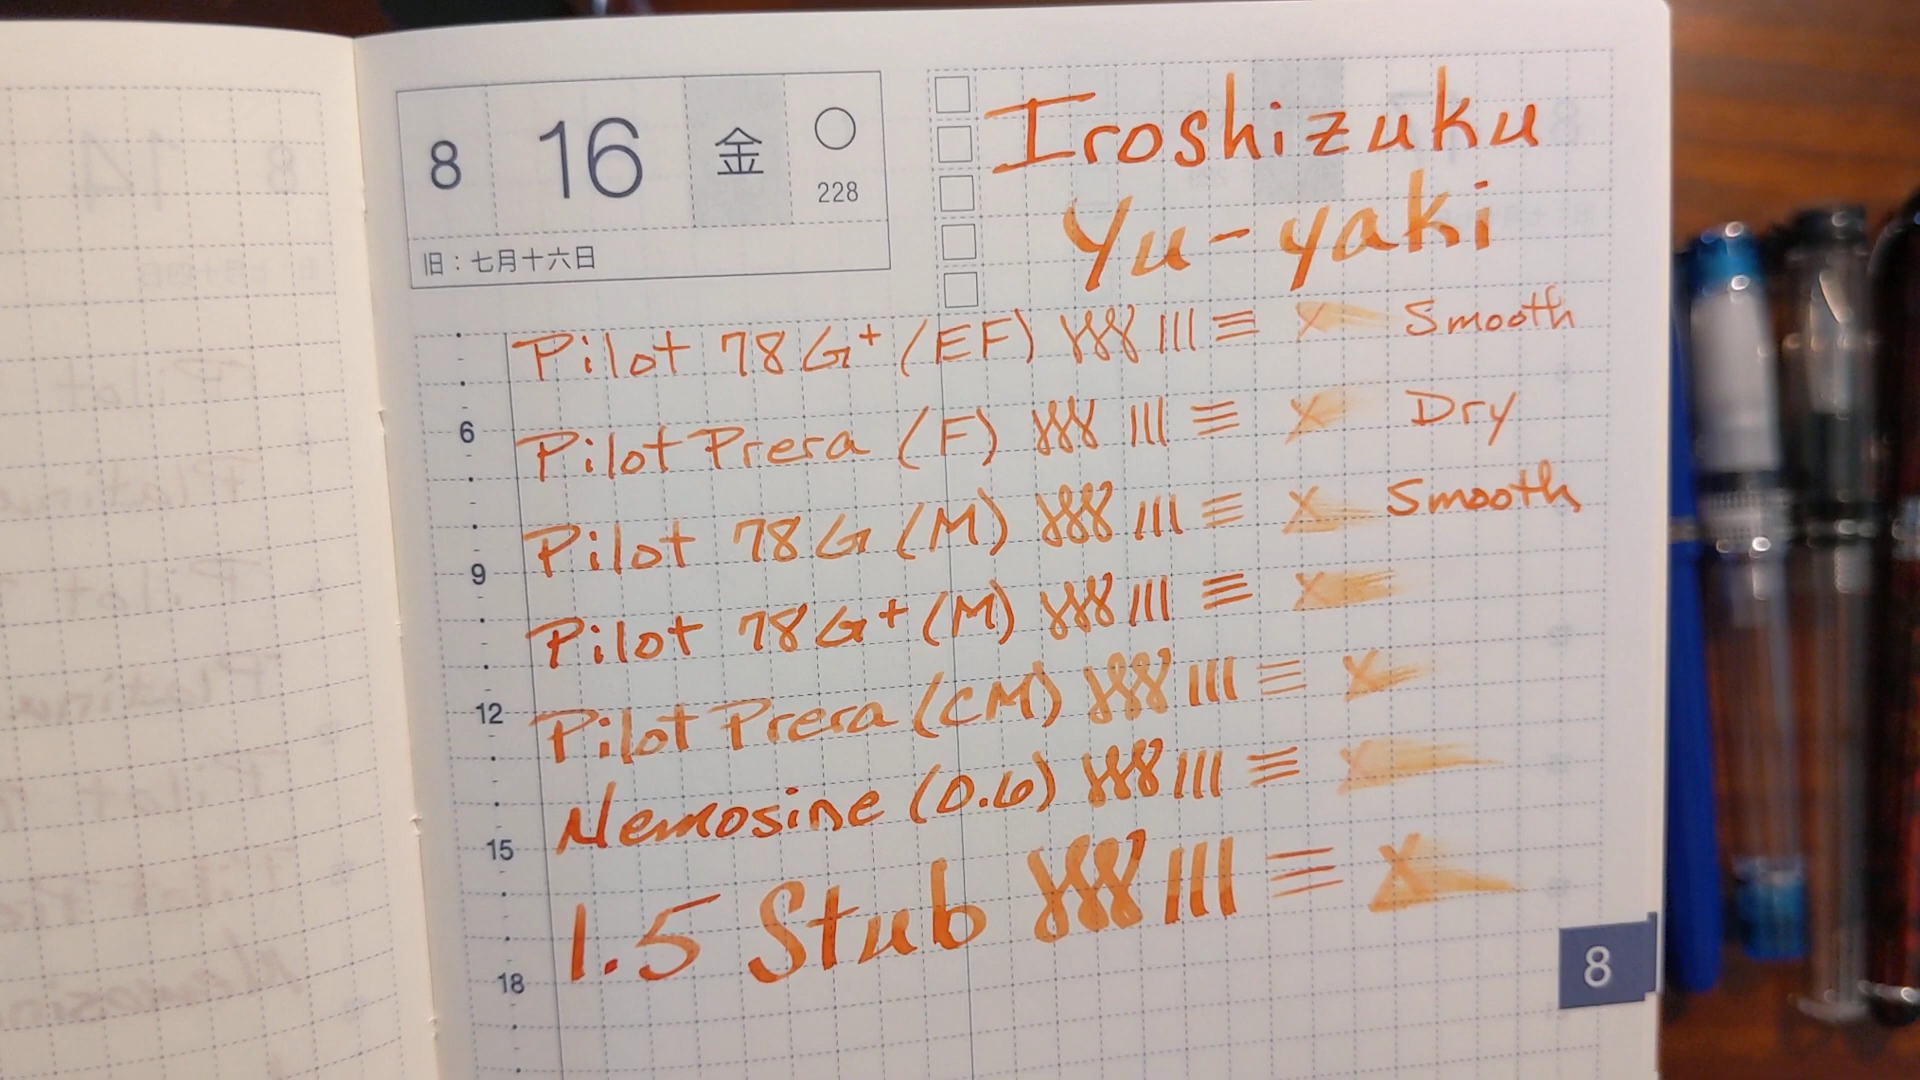 8 16 金
228
旧：七月十六日
Iroshizuku
Yu-yaki
Pilot 78G+ (EF) Smooth
6
Pilot Prera (F) Dry
Pilot 78G (M) Smooth
9
Pilot 78G+ (M)
12
Pilot Prera (CM)
Nemosine (0.6)
15
1.5 Stub
18
8